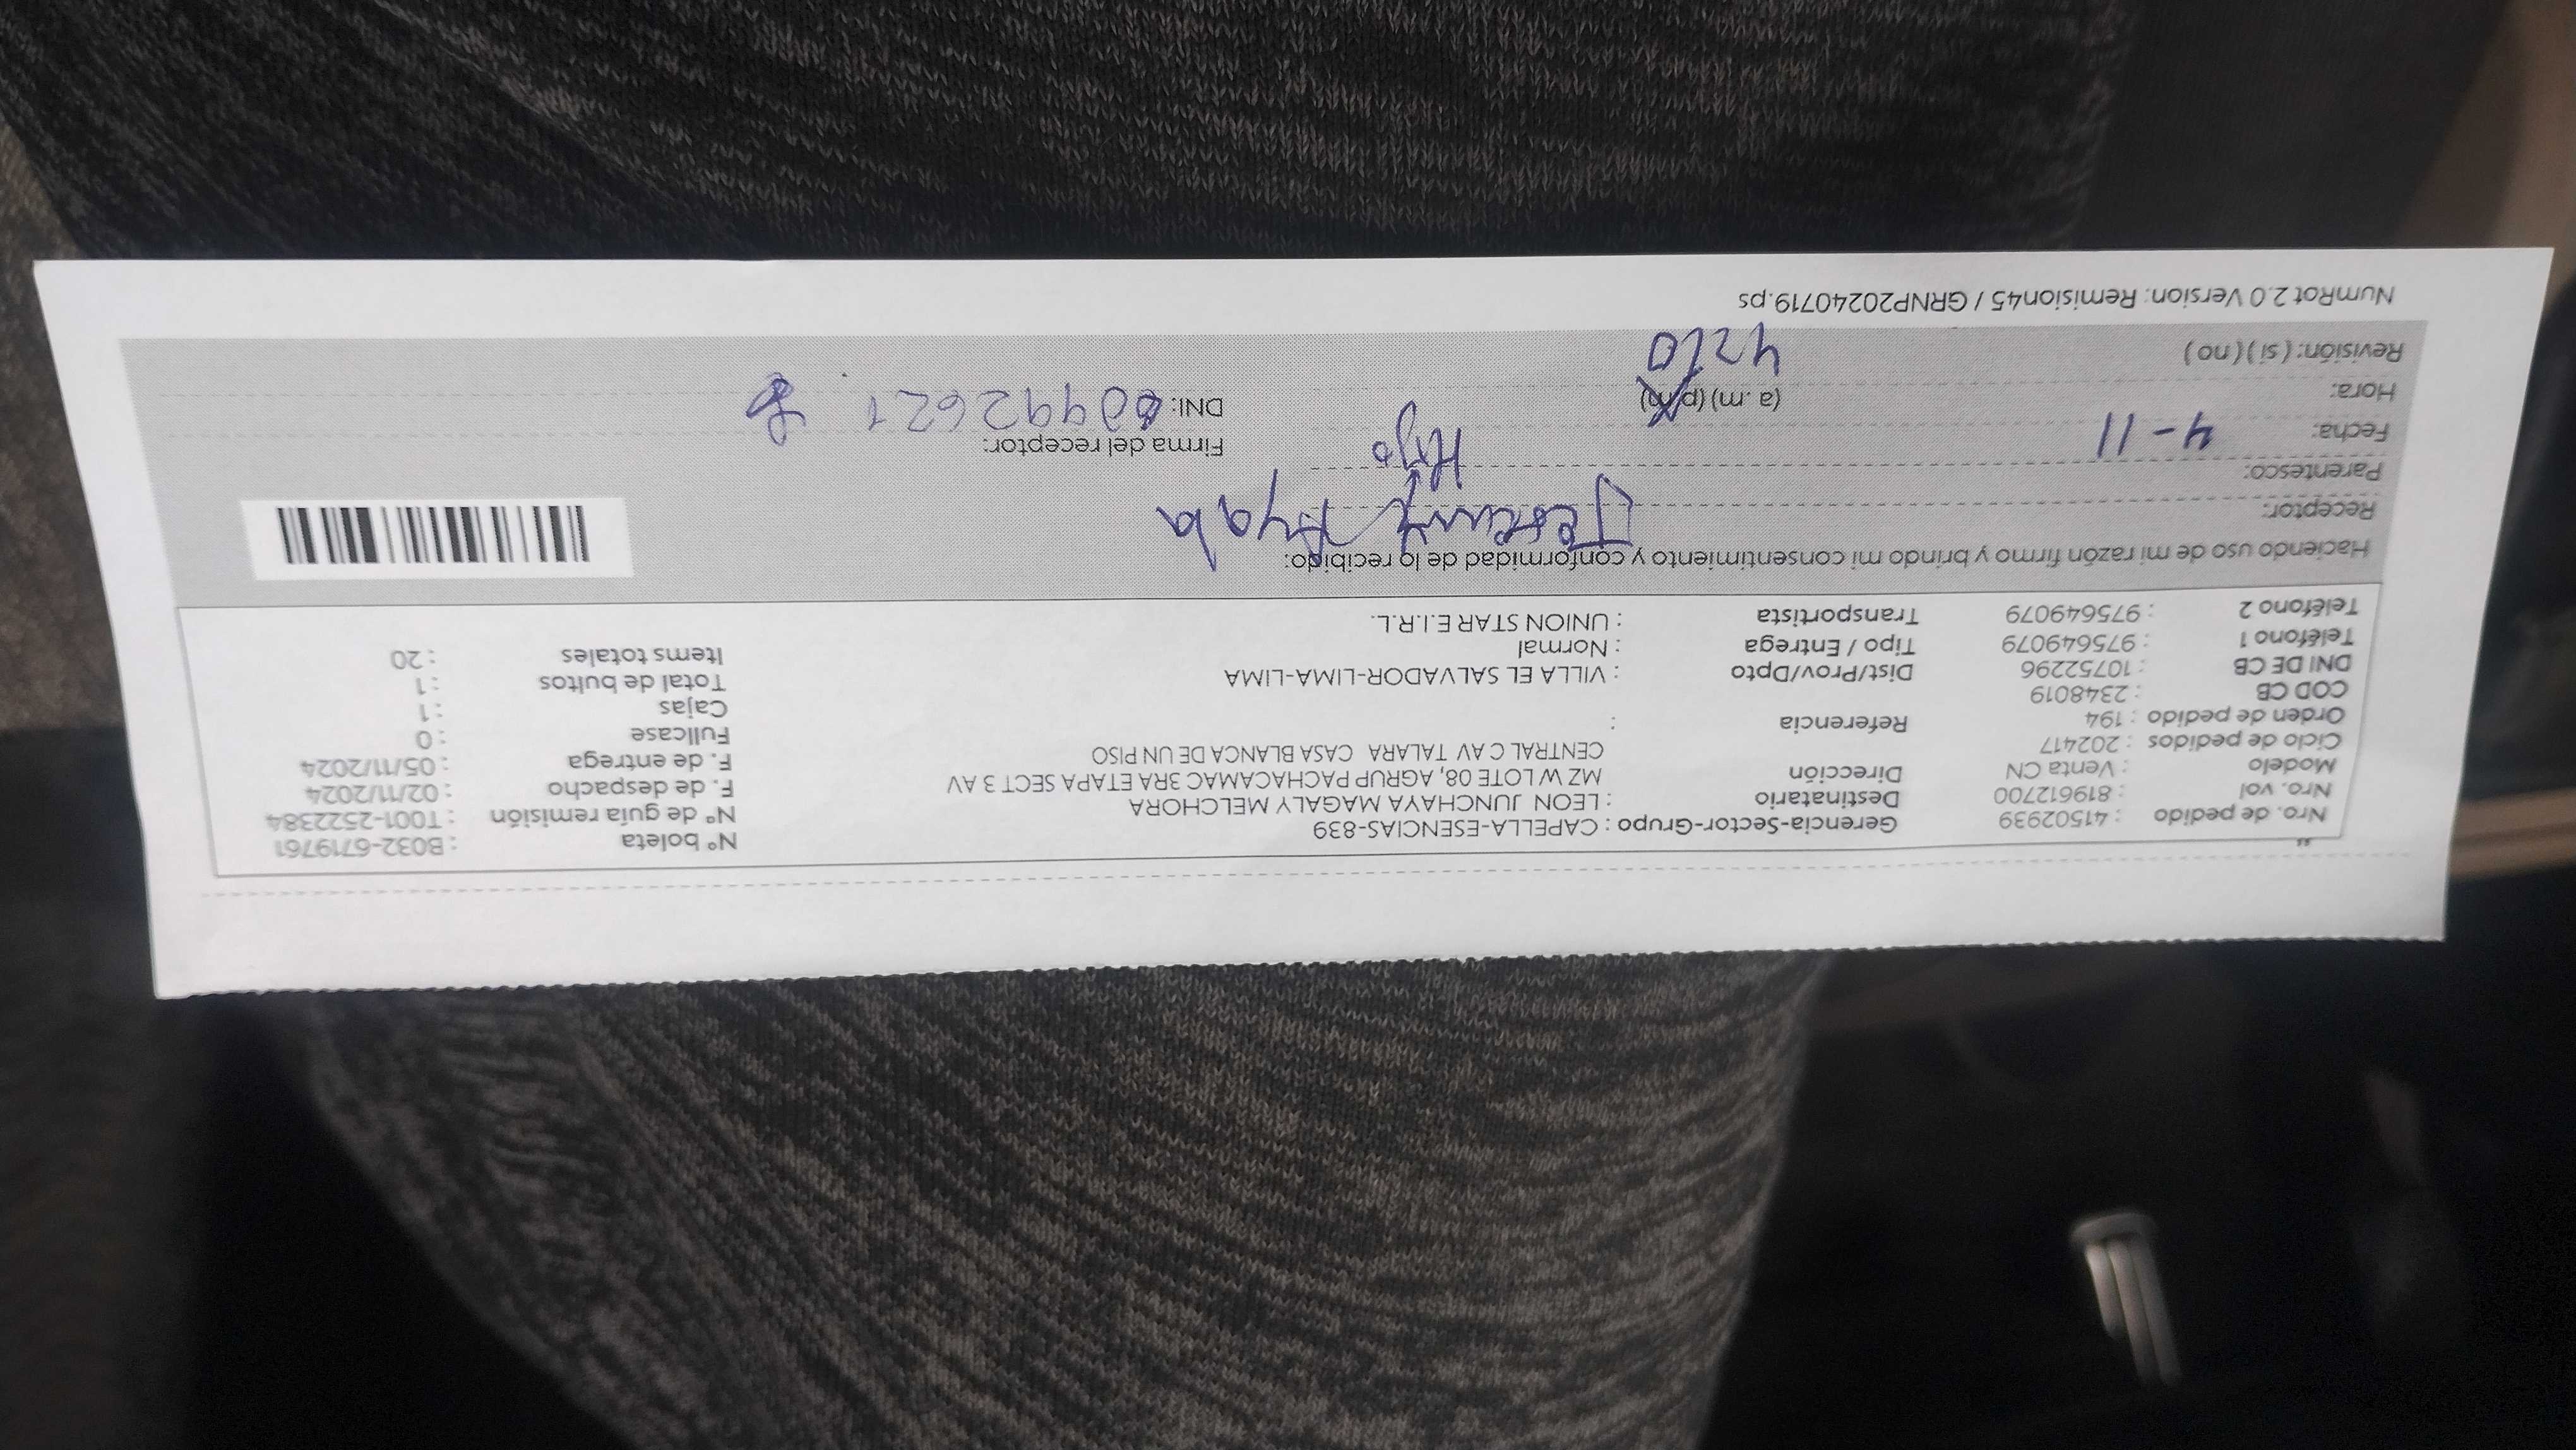 Nro. de pedido : 41502939 Gerencia-Sector-Grupo : CAPELLA-ESENCIAS-839 N° boleta : B032-6719761
Nro. vol : 819612700 Destinatario : LEON JUNCHAYA MAGALY MELCHORA N° de guía remisión : T001-2522384
Modelo : Venta CN Dirección MZ W LOTE 08, AGRUP PACHACAMAC 3RA ETAPA SECT 3 AV F. de despacho : 02/11/2024
Ciclo de pedidos : 202417 CENTRAL C AV TALARA CASA BLANCA DE UN PISO F. de entrega : 05/11/2024
Orden de pedido : 194 Referencia : Fullcase : 0
COD CB : 2348019 Cajas : 1
DNI DE CB : 10752296 Dist/Prov/Dpto : VILLA EL SALVADOR-LIMA-LIMA Total de bultos : 1
Teléfono 1 : 975649079 Tipo / Entrega : Normal Items totales : 20
Teléfono 2 : 975649079 Transportista : UNION STAR E.I.R.L.
Haciendo uso de mi razón firmo y brindo mi consentimiento y conformidad de lo recibido:
Receptor: Ayala
Parentesco: Hijo
Fecha: 4-11 Firma del receptor:
Hora: (a. m) (p. m) DNI:
Revisión: (si) (no) 4210
NumRot 2.0 Version: Remision45 / GRNP20240719.ps